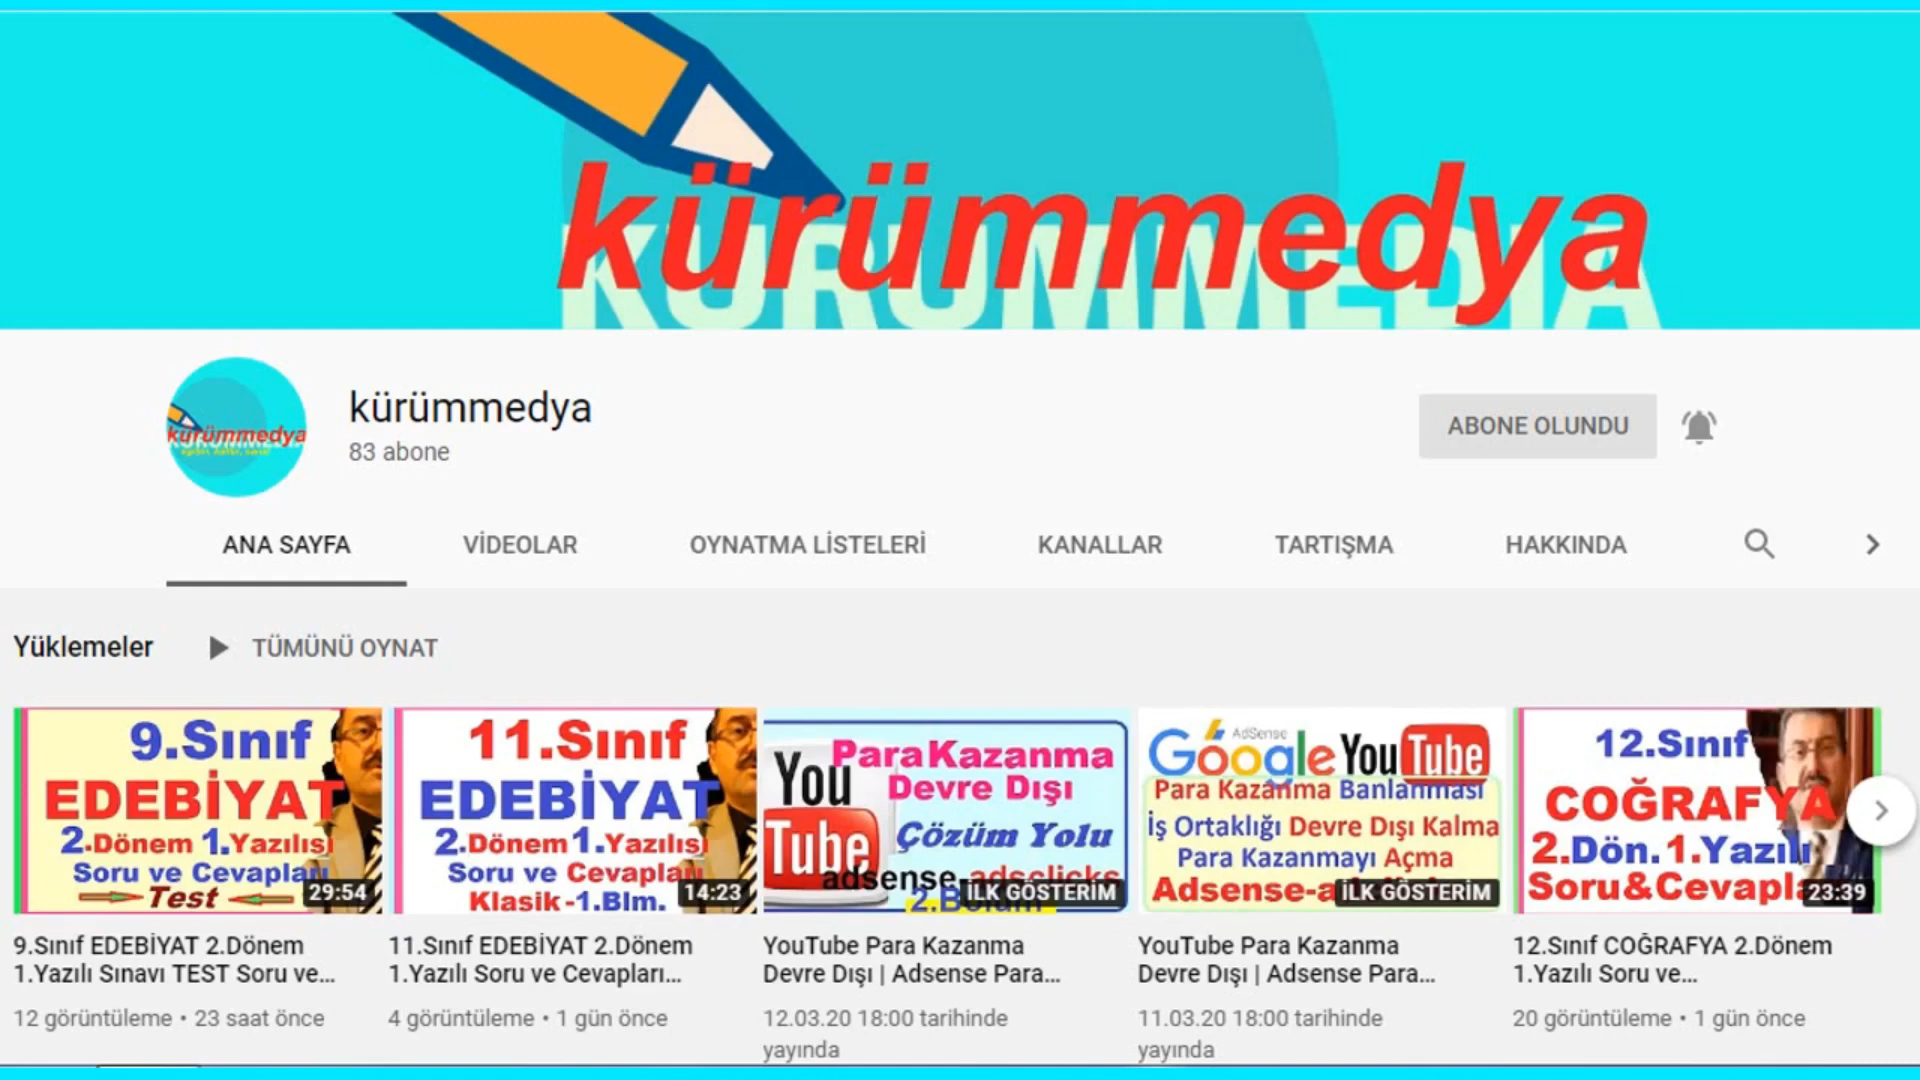 kürümmedya
KURUMMEDIA
kürümmedya
kürümmedya
83 abone
ABONE OLUNDU
ANA SAYFA
VİDEOLAR
OYNATMA LİSTELERİ
KANALLAR
TARTIŞMA
HAKKINDA
Yüklemeler
TÜMÜNÜ OYNAT
9.Sınıf
EDEBİYAT
2.Dönem 1.Yazılısı
Soru ve Cevapları
Test
29:54
11.Sınıf
EDEBİYAT
2.Dönem 1.Yazılısı
Soru ve Cevapları
Klasik -1.Blm.
14:23
You
Tube
Para Kazanma
Devre Dışı
Çözüm Yolu
adsense
adsclicks
2.Bölüm
İLK GÖSTERİM
AdSense
Google YouTube
Para Kazanma Banlanması
İş Ortaklığı Devre Dışı Kalma
Para Kazanmayı Açma
İLK GÖSTERİM
12.Sınıf
COĞRAFYA
2.Dön. 1.Yazılı
23:39
9.Sınıf EDEBİYAT 2.Dönem
1.Yazılı Sınavı TEST Soru ve...
12 görüntüleme • 23 saat önce
11.Sınıf EDEBİYAT 2.Dönem
1.Yazılı Soru ve Cevapları...
4 görüntüleme • 1 gün önce
YouTube Para Kazanma
Devre Dışı | Adsense Para...
12.03.20 18:00 tarihinde
yayında
YouTube Para Kazanma
Devre Dışı | Adsense Para...
11.03.20 18:00 tarihinde
yayında
12.Sınıf COĞRAFYA 2.Dönem
1.Yazılı Soru ve...
20 görüntüleme • 1 gün önce